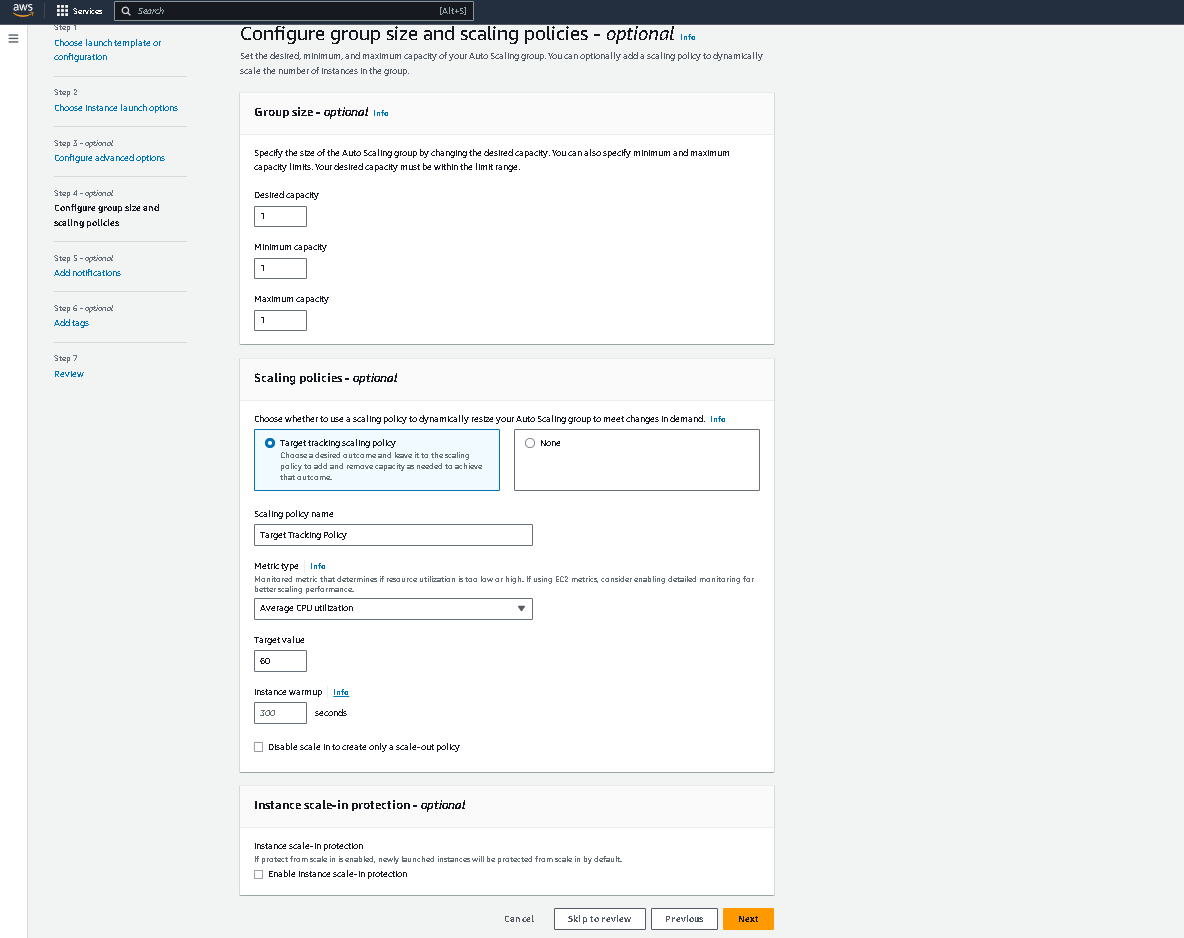 aws
Services
Search
[Alt+S]
Step 1
Choose launch template or
configuration
Step 2
Choose instance launch options
Step 3 - optional
Configure advanced options
Step 4 - optional
Configure group size and
scaling policies
Step 5 - optional
Add notifications
Step 6 - optional
Add tags
Step 7
Review
Configure group size and scaling policies - optional Info
Set the desired, minimum, and maximum capacity of your Auto Scaling group. You can optionally add a scaling policy to dynamically
scale the number of instances in the group.
Group size - optional Info
Specify the size of the Auto Scaling group by changing the desired capacity. You can also specify minimum and maximum
capacity limits. Your desired capacity must be within the limit range.
Desired capacity
1
Minimum capacity
1
Maximum capacity
1
Scaling policies - optional
Choose whether to use a scaling policy to dynamically resize your Auto Scaling group to meet changes in demand. Info
Target tracking scaling policy
Choose a desired outcome and leave it to the scaling
policy to add and remove capacity as needed to achieve
that outcome.
None
Scaling policy name
Target Tracking Policy
Metric type Info
Monitored metric that determines if resource utilization is too low or high. If using EC2 metrics, consider enabling detailed monitoring for
better scaling performance.
Average CPU utilization
Target value
60
Instance warmup Info
300 seconds
Disable scale in to create only a scale-out policy
Instance scale-in protection - optional
Instance scale-in protection
If protect from scale in is enabled, newly launched instances will be protected from scale in by default.
Enable instance scale-in protection
Cancel
Skip to review
Previous
Next